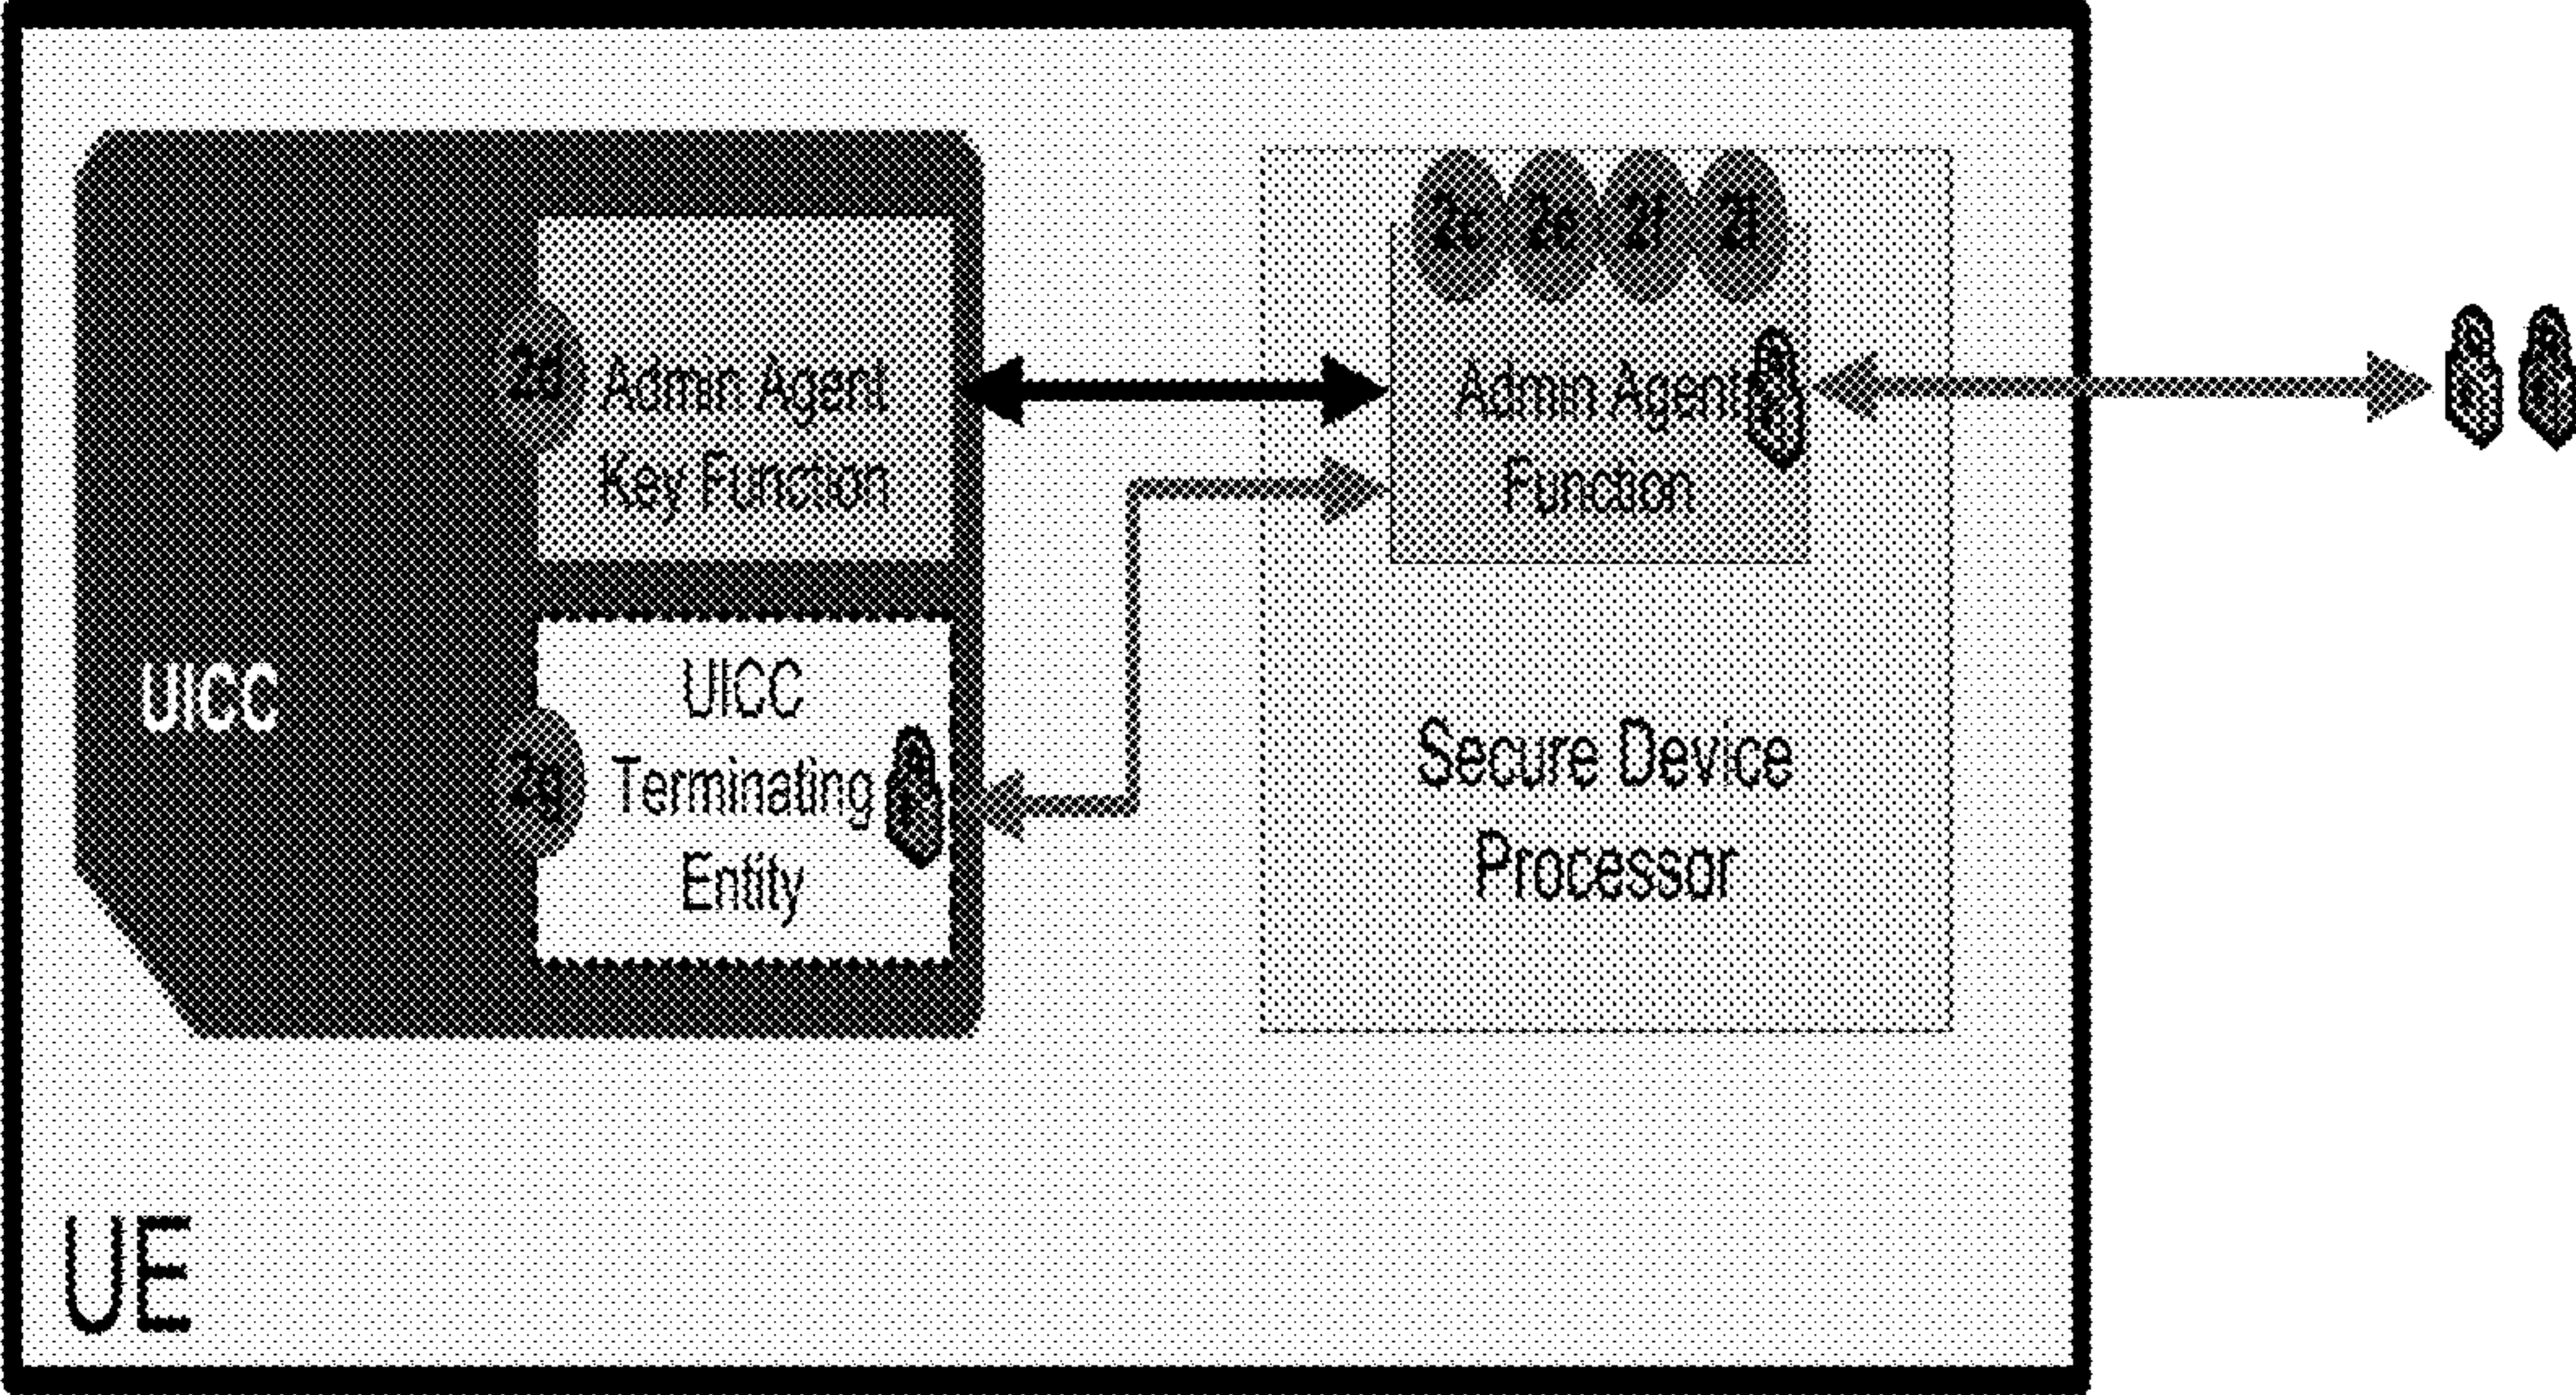 2c 2e 2f
2d
Admin Agent
Key Function
Admin Agent
Function
UICC
UICC
Terminating
Entity
2g
Secure Device
Processor
UE